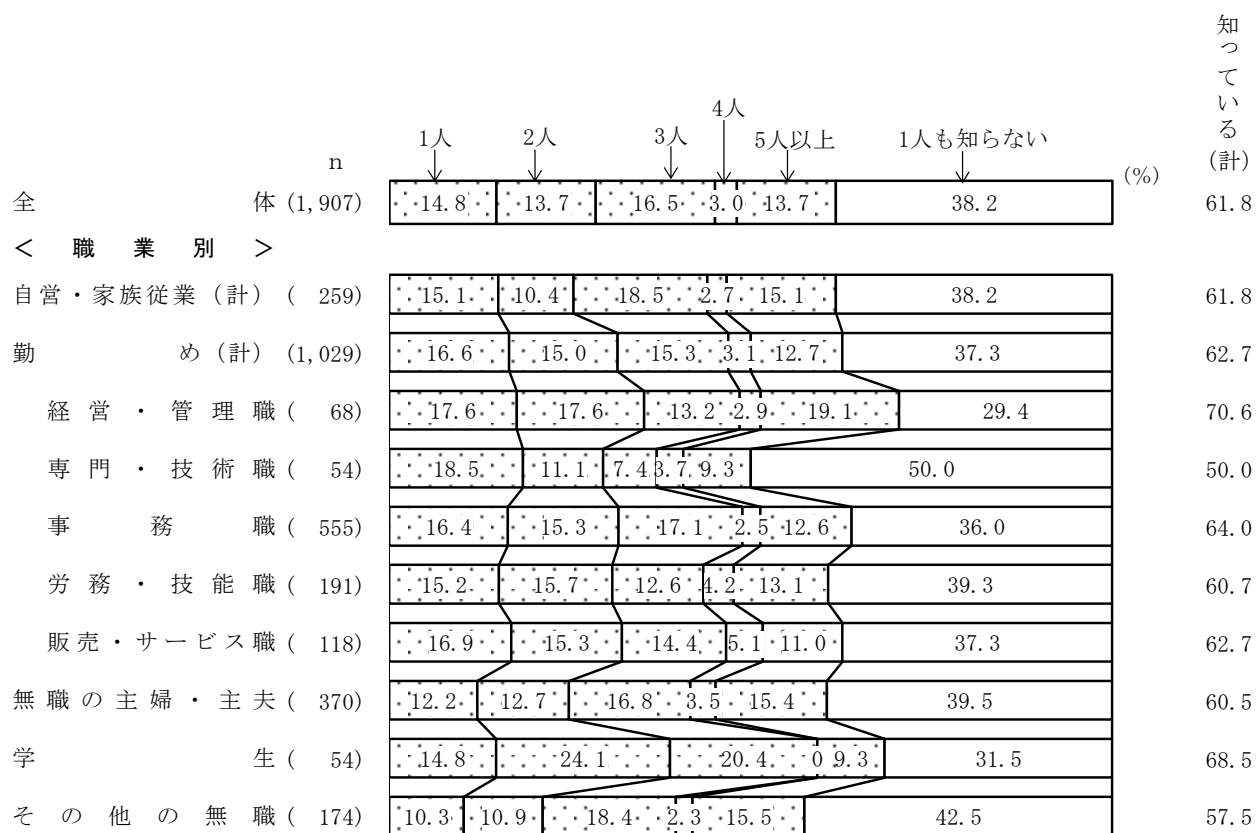 知っている（計）
1人 2人 3人 4人 5人以上 1人も知らない
n (%)
全体 (1,907) 14.8 13.7 16.5 3.0 13.7 38.2 61.8
＜職業別＞
自営・家族従業（計） ( 259) 15.1 10.4 18.5 2.7 15.1 38.2 61.8
勤め（計） (1,029) 16.6 15.0 15.3 3.1 12.7 37.3 62.7
経営・管理職 ( 68) 17.6 17.6 13.2 2.9 19.1 29.4 70.6
専門・技術職 ( 54) 18.5 11.1 7.4 3.7 9.3 50.0 50.0
事務職 ( 555) 16.4 15.3 17.1 2.5 12.6 36.0 64.0
労務・技能職 ( 191) 15.2 15.7 12.6 4.2 13.1 39.3 60.7
販売・サービス職 ( 118) 16.9 15.3 14.4 5.1 11.0 37.3 62.7
無職の主婦・主夫 ( 370) 12.2 12.7 16.8 3.5 15.4 39.5 60.5
学生 ( 54) 14.8 24.1 20.4 0 9.3 31.5 68.5
その他の無職 ( 174) 10.3 10.9 18.4 2.3 15.5 42.5 57.5